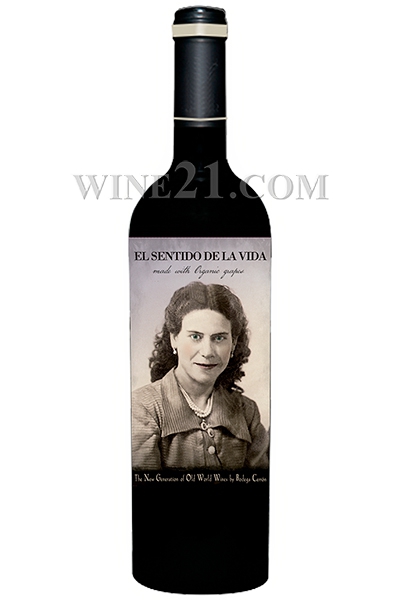 WINE21.COM
EL SENTIDO DE LA VIDA
made with Organic grapes
The New Generation of Old World Wines by Bodega Carrión